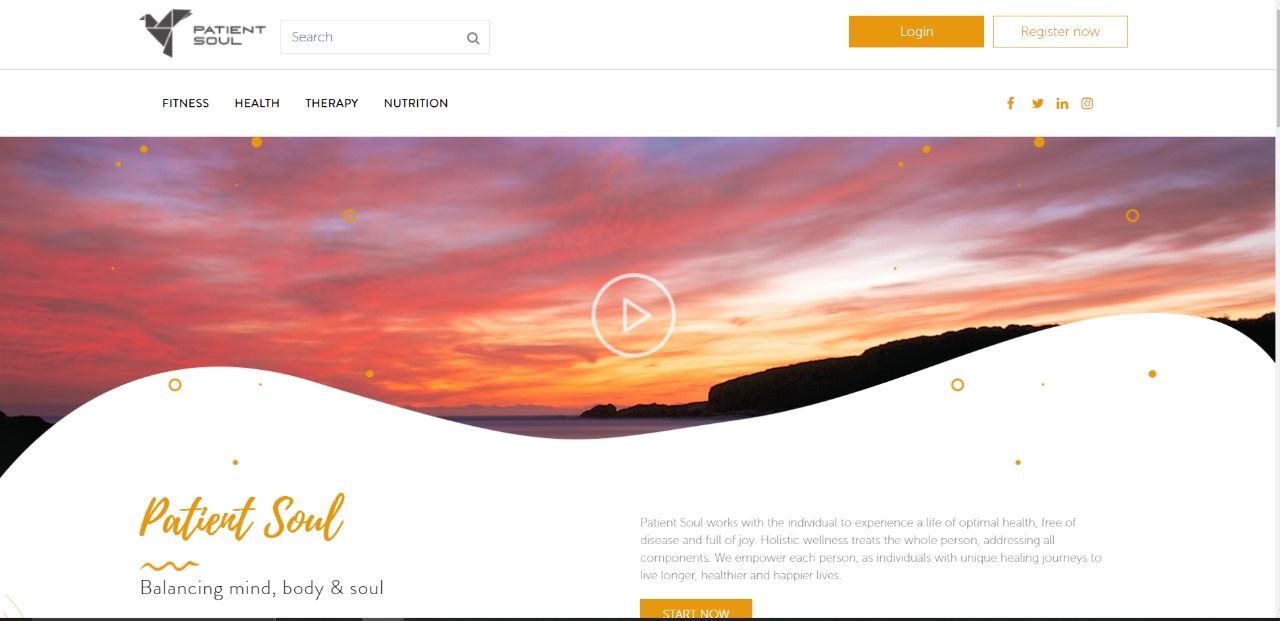 PATIENT
SOUL
Search
Login
Register now
FITNESS
HEALTH
THERAPY
NUTRITION
Patient Soul
Balancing mind, body & soul
Patient Soul works with the individual to experience a life of optimal health, free of
disease and full of joy. Holistic wellness treats the whole person, addressing all
components. We empower each person, as individuals with unique healing journeys to
live longer, healthier and happier lives.
START NOW